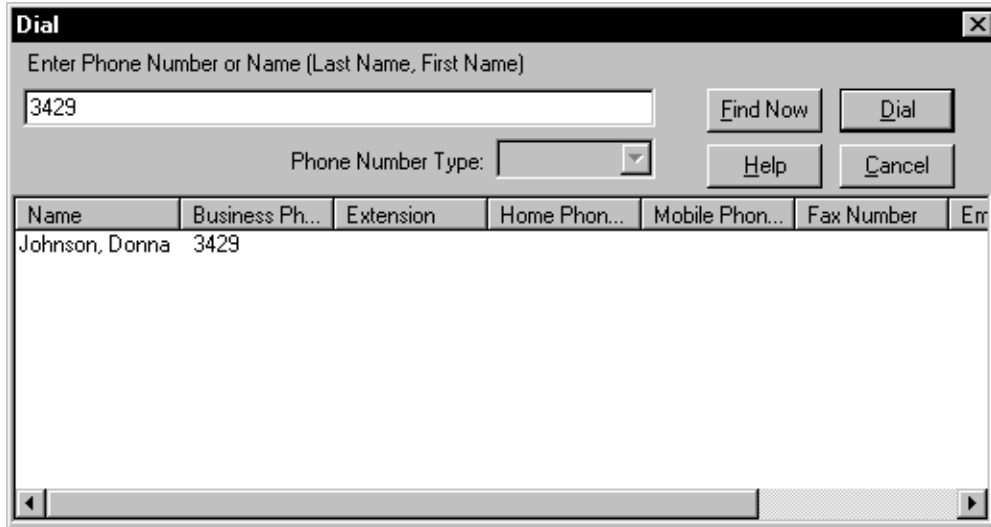 Dial
Enter Phone Number or Name (Last Name, First Name)
3429 Find Now Dial
Phone Number Type: Help Cancel
Name Business Ph... Extension Home Phon... Mobile Phon... Fax Number Em
Johnson, Donna 3429